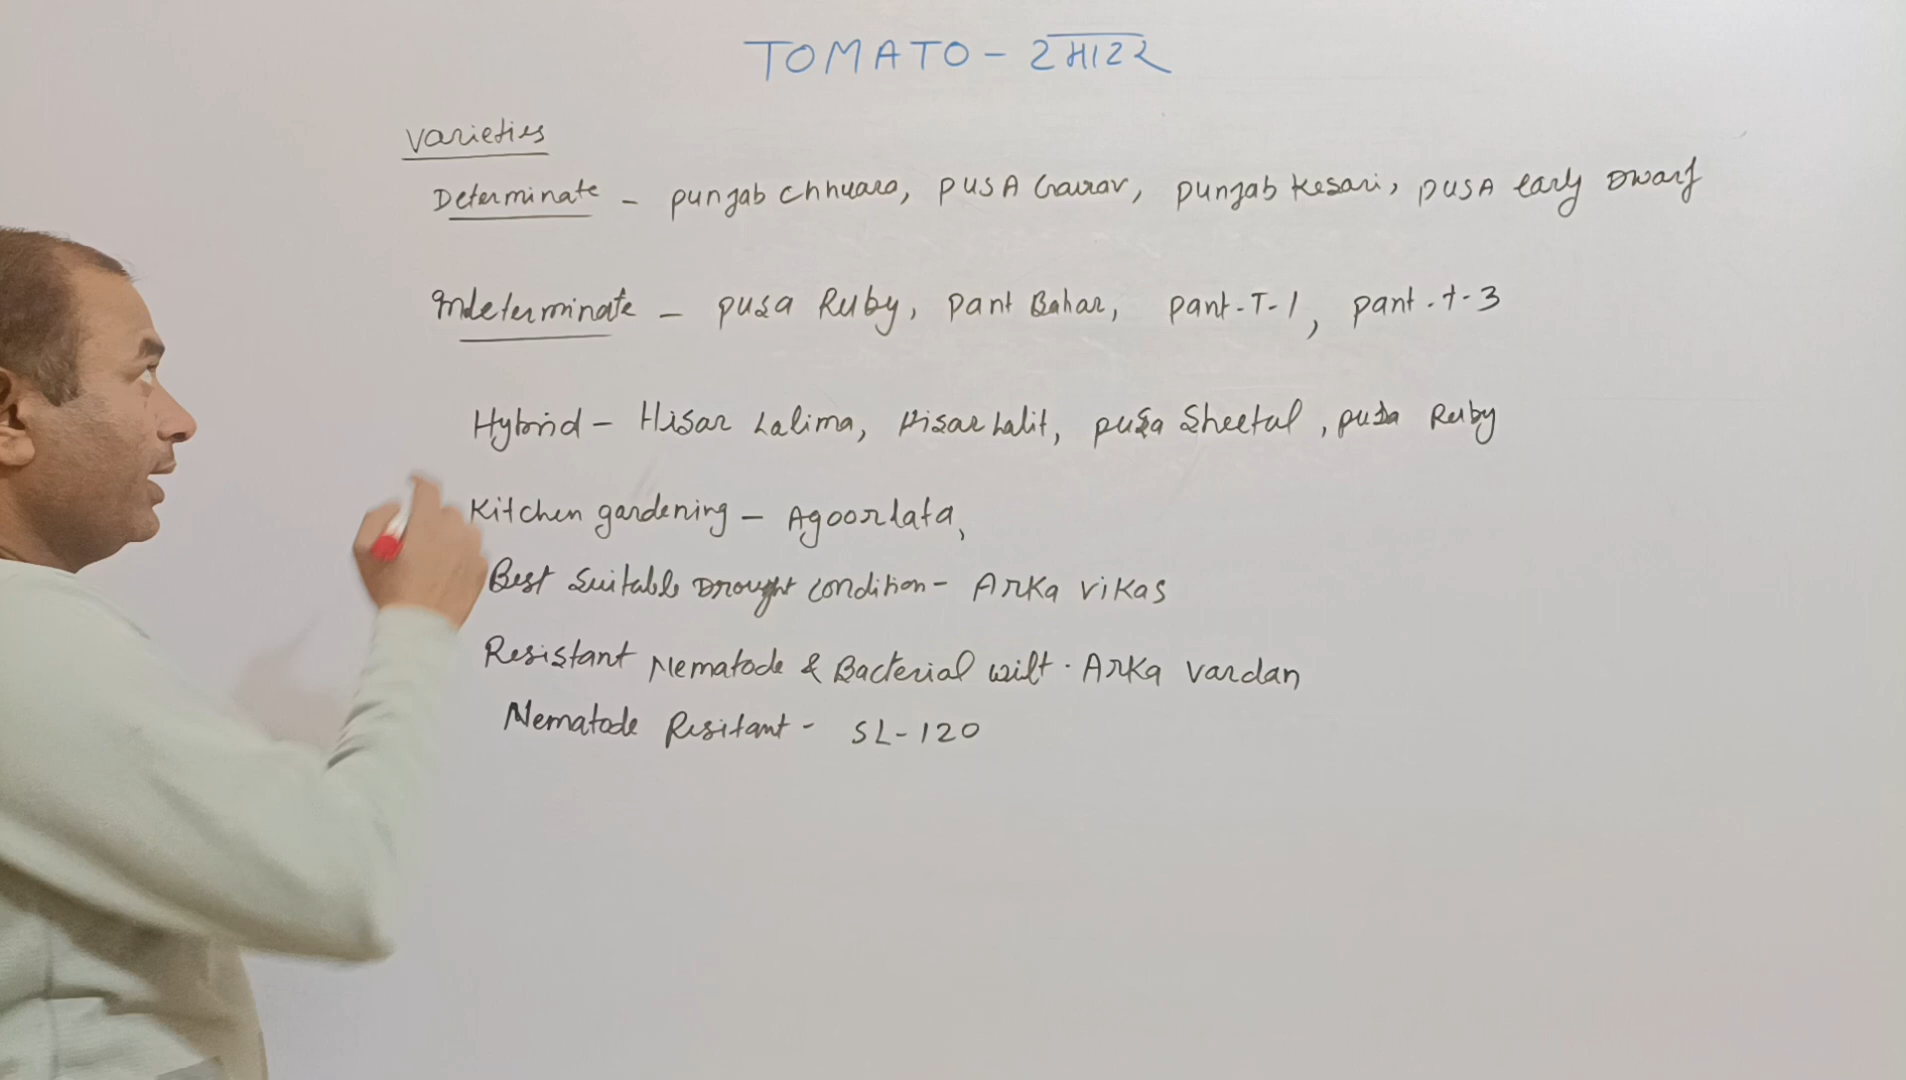 TOMATO - टमाटर
Varieties
Determinate - punjab chhuara, PUSA Gaurav, punjab Kesari, pusA Early Dwarf
Indeterminate - pusa Ruby, pant Bahar, pant-T-1, pant-t-3
Hybrid - Hisar Lalima, Hisar Lalit, pusa Sheetal, pusa Ruby
Kitchen gardening - Agoorlata,
Best Suitable Drought condition - Arka vikas
Resistant Nematode & Bacterial wilt. Arka vardan
Nematode Resitant - SL-120